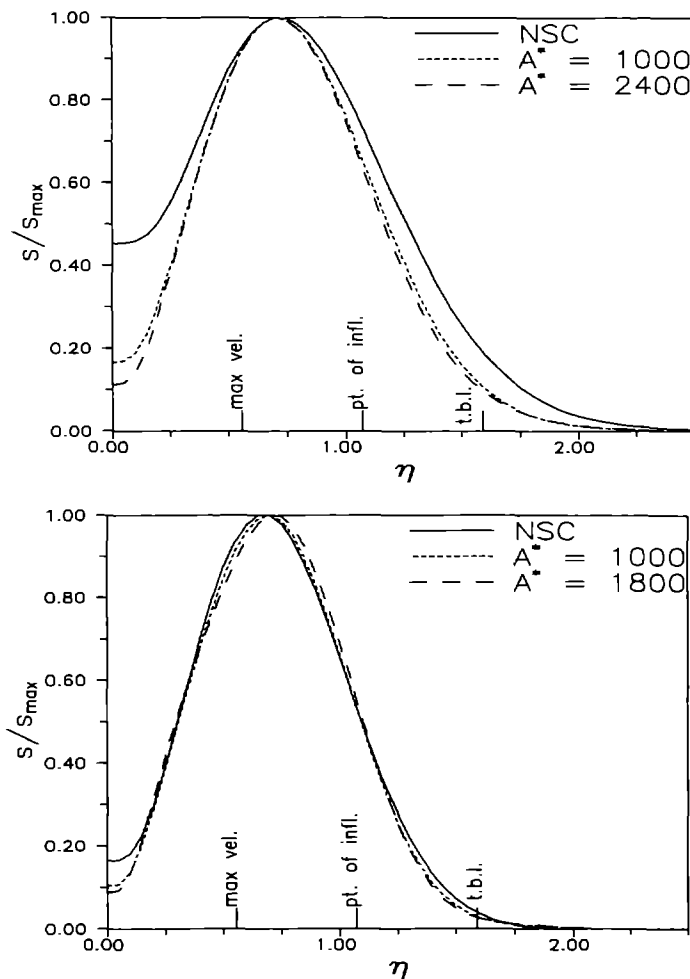 1.00
0.80
0.60
0.40
0.20
0.00
S/Smax
NSC
A* = 1000
A* = 2400
max vel.
pt. of infl.
t.b.l.
0.00
1.00
2.00
η
1.00
0.80
0.60
0.40
0.20
0.00
S/Smax
NSC
A* = 1000
A* = 1800
max vel.
pt. of infl.
t.b.l.
0.00
1.00
2.00
η